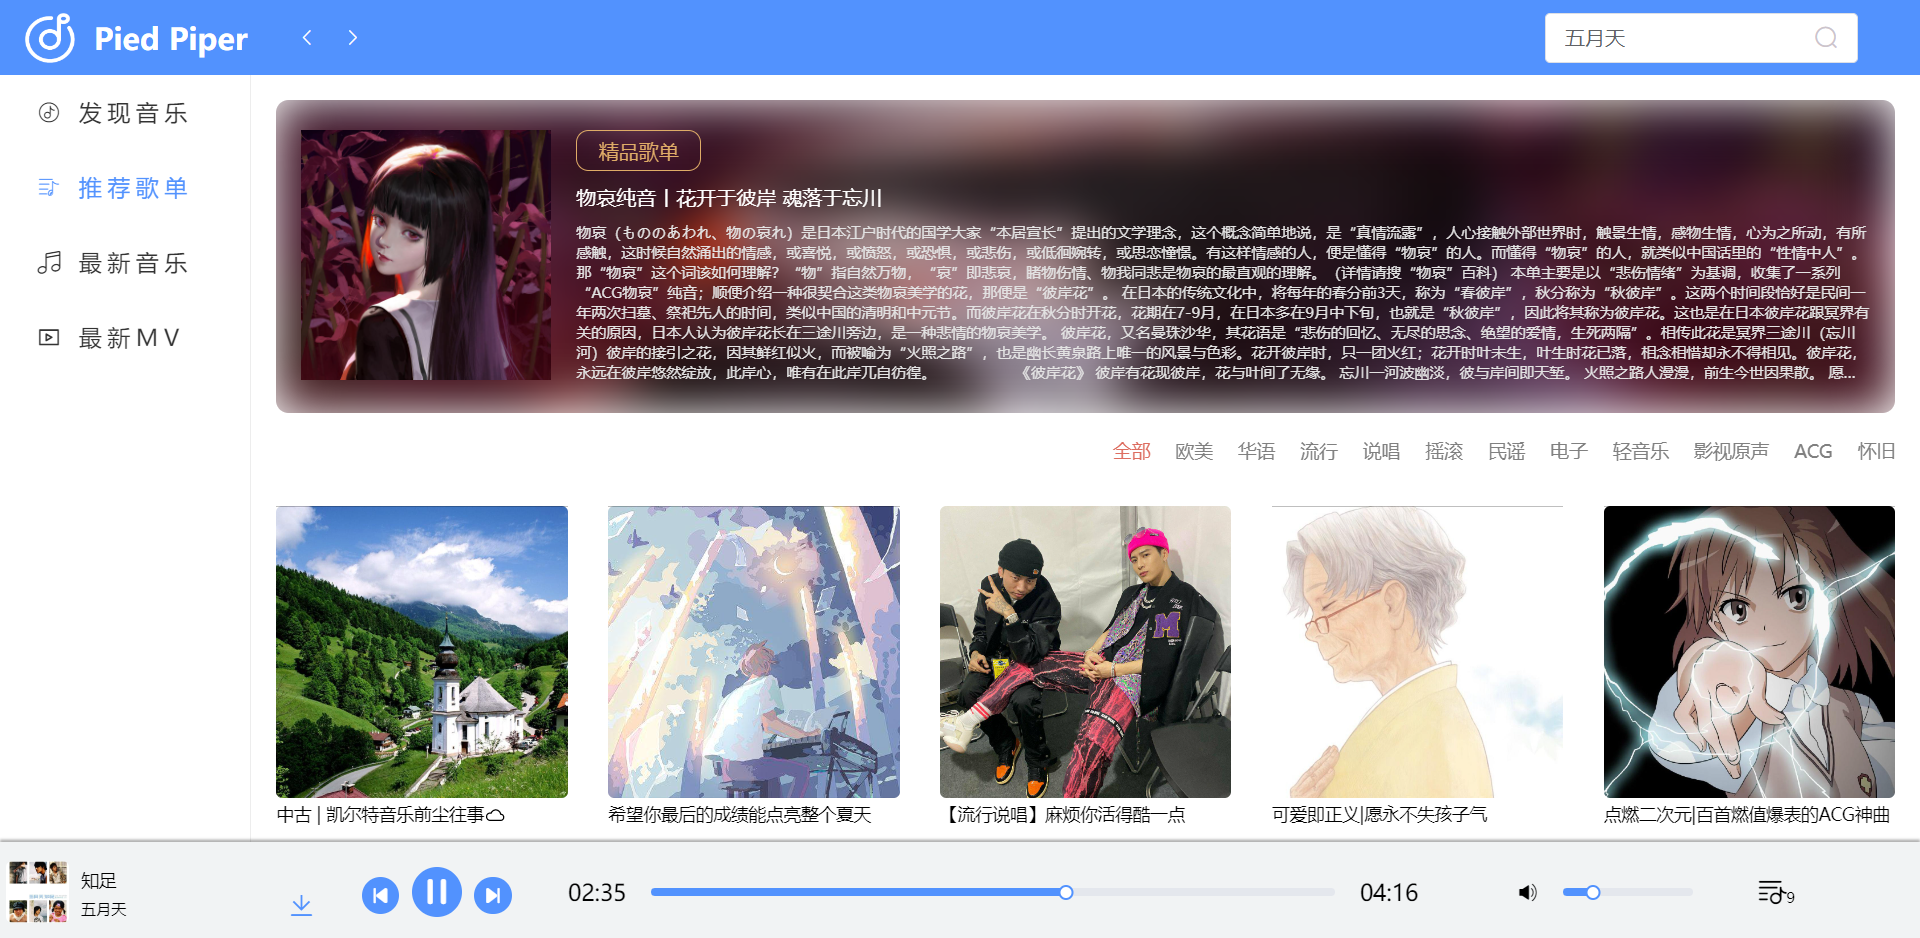 Pied Piper
五月天
发现音乐
推荐歌单
最新音乐
最新MV
精品歌单
物哀纯音丨花开于彼岸 魂落于忘川
物哀（もののあわれ、物の哀れ）是日本江户时代的国学大家“本居宣长”提出的文学理念，这个概念简单地说，是“真情流露”，人心接触外部世界时，触景生情，感物生情，心为之所动，有所
感触，这时候自然涌出的情感，或喜悦，或愤怒，或恐惧，或悲伤，或低徊婉转，或思恋憧憬。有这样情感的人，便是懂得“物哀”的人。而懂得“物哀”的人，就类似中国话里的“性情中人”。
那“物哀”这个词该如何理解？ “物”指自然万物， “哀”即悲哀，睹物伤情、物我同悲是物哀的最直观的理解。（详情请搜“物哀”百科） 本单主要是以“悲伤情绪”为基调，收集了一系列
“ACG物哀”纯音；顺便介绍一种很契合这类物哀美学的花，那便是“彼岸花”。 在日本的传统文化中，将每年的春分前3天，称为“春彼岸”，秋分称为“秋彼岸”。这两个时间段恰好是民间一
年两次扫墓、祭祀先人的时间，类似中国的清明和中元节。而彼岸花在秋分时开花，花期在7-9月，在日本多在9月中下旬，也就是“秋彼岸”，因此将其称为彼岸花。这也是在日本彼岸花跟冥界有
关的原因，日本人认为彼岸花长在三途川旁边，是一种悲情的物哀美学。 彼岸花，又名曼珠沙华，其花语是“悲伤的回忆、无尽的思念、绝望的爱情，生死两隔”。相传此花是冥界三途川（忘川
河）彼岸的接引之花，因其鲜红似火，而被喻为“火照之路”，也是幽长黄泉路上唯一的风景与色彩。花开彼岸时，只一团火红；花开时叶未生，叶生时花已落，相念相惜却永不得相见。彼岸花，
永远在彼岸悠然绽放，此岸心，唯有在此岸兀自彷徨。 《彼岸花》 彼岸有花现彼岸，花与叶间了无缘。 忘川一河波幽淡，彼与岸间即天堑。 火照之路人漫漫，前生今世因果散。 愿...
全部 欧美 华语 流行 说唱 摇滚 民谣 电子 轻音乐 影视原声 ACG 怀旧
M
中古 | 凯尔特音乐前尘往事
希望你最后的成绩能点亮整个夏天
【流行说唱】麻烦你活得酷一点
可爱即正义|愿永不失孩子气
点燃二次元|百首燃值爆表的ACG神曲
知足
五月天
02:35
04:16
9